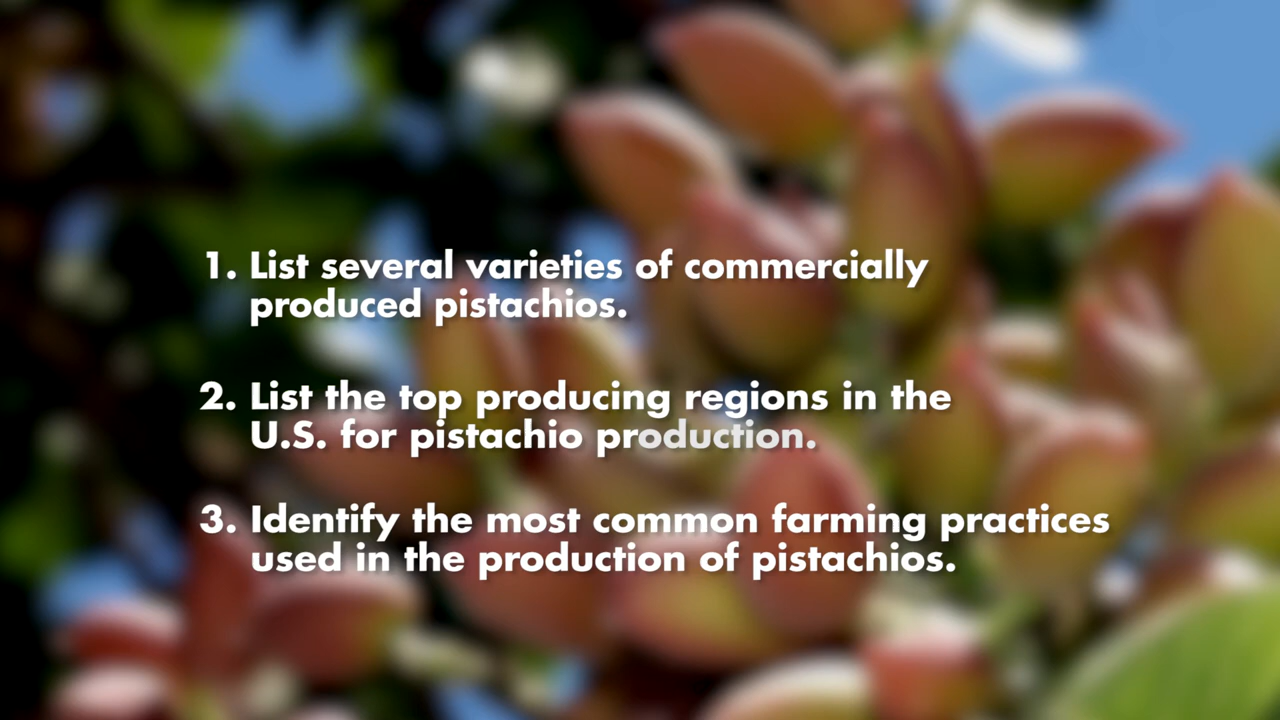 1. List several varieties of commercially
produced pistachios.
2. List the top producing regions in the
U.S. for pistachio production.
3. Identify the most common farming practices
used in the production of pistachios.